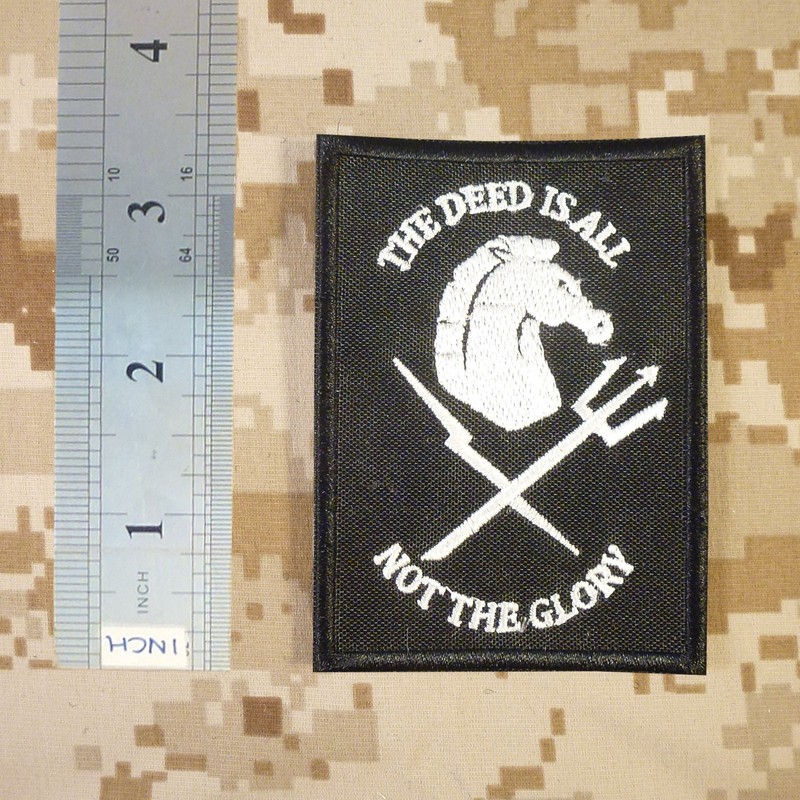 4
10
16
3
50
64
2
1
INCH
INCH
THE DEED IS ALL
NOT THE GLORY